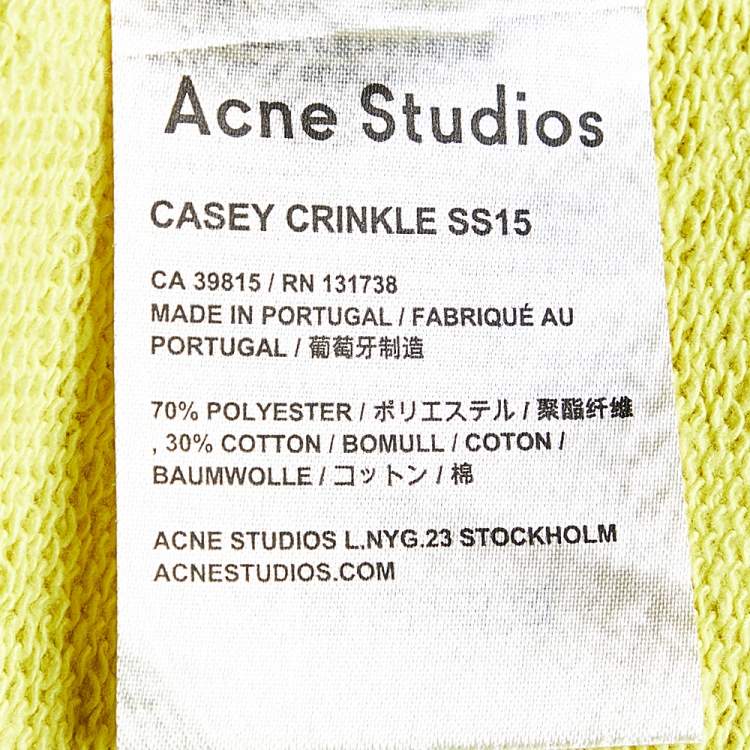 Acne Studios
CASEY CRINKLE SS15
CA 39815 / RN 131738
MADE IN PORTUGAL / FABRIQUÉ AU
PORTUGAL / 葡萄牙制造
70% POLYESTER / ポリエステル / 聚酯纤维
, 30% COTTON / BOMULL / COTON /
BAUMWOLLE / コットン / 棉
ACNE STUDIOS L.NYG.23 STOCKHOLM
ACNESTUDIOS.COM